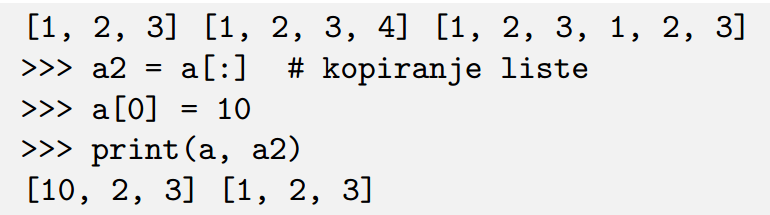 [1, 2, 3] [1, 2, 3, 4] [1, 2, 3, 1, 2, 3]
>>> a2 = a[:]  # kopiranje liste
>>> a[0] = 10
>>> print(a, a2)
[10, 2, 3] [1, 2, 3]